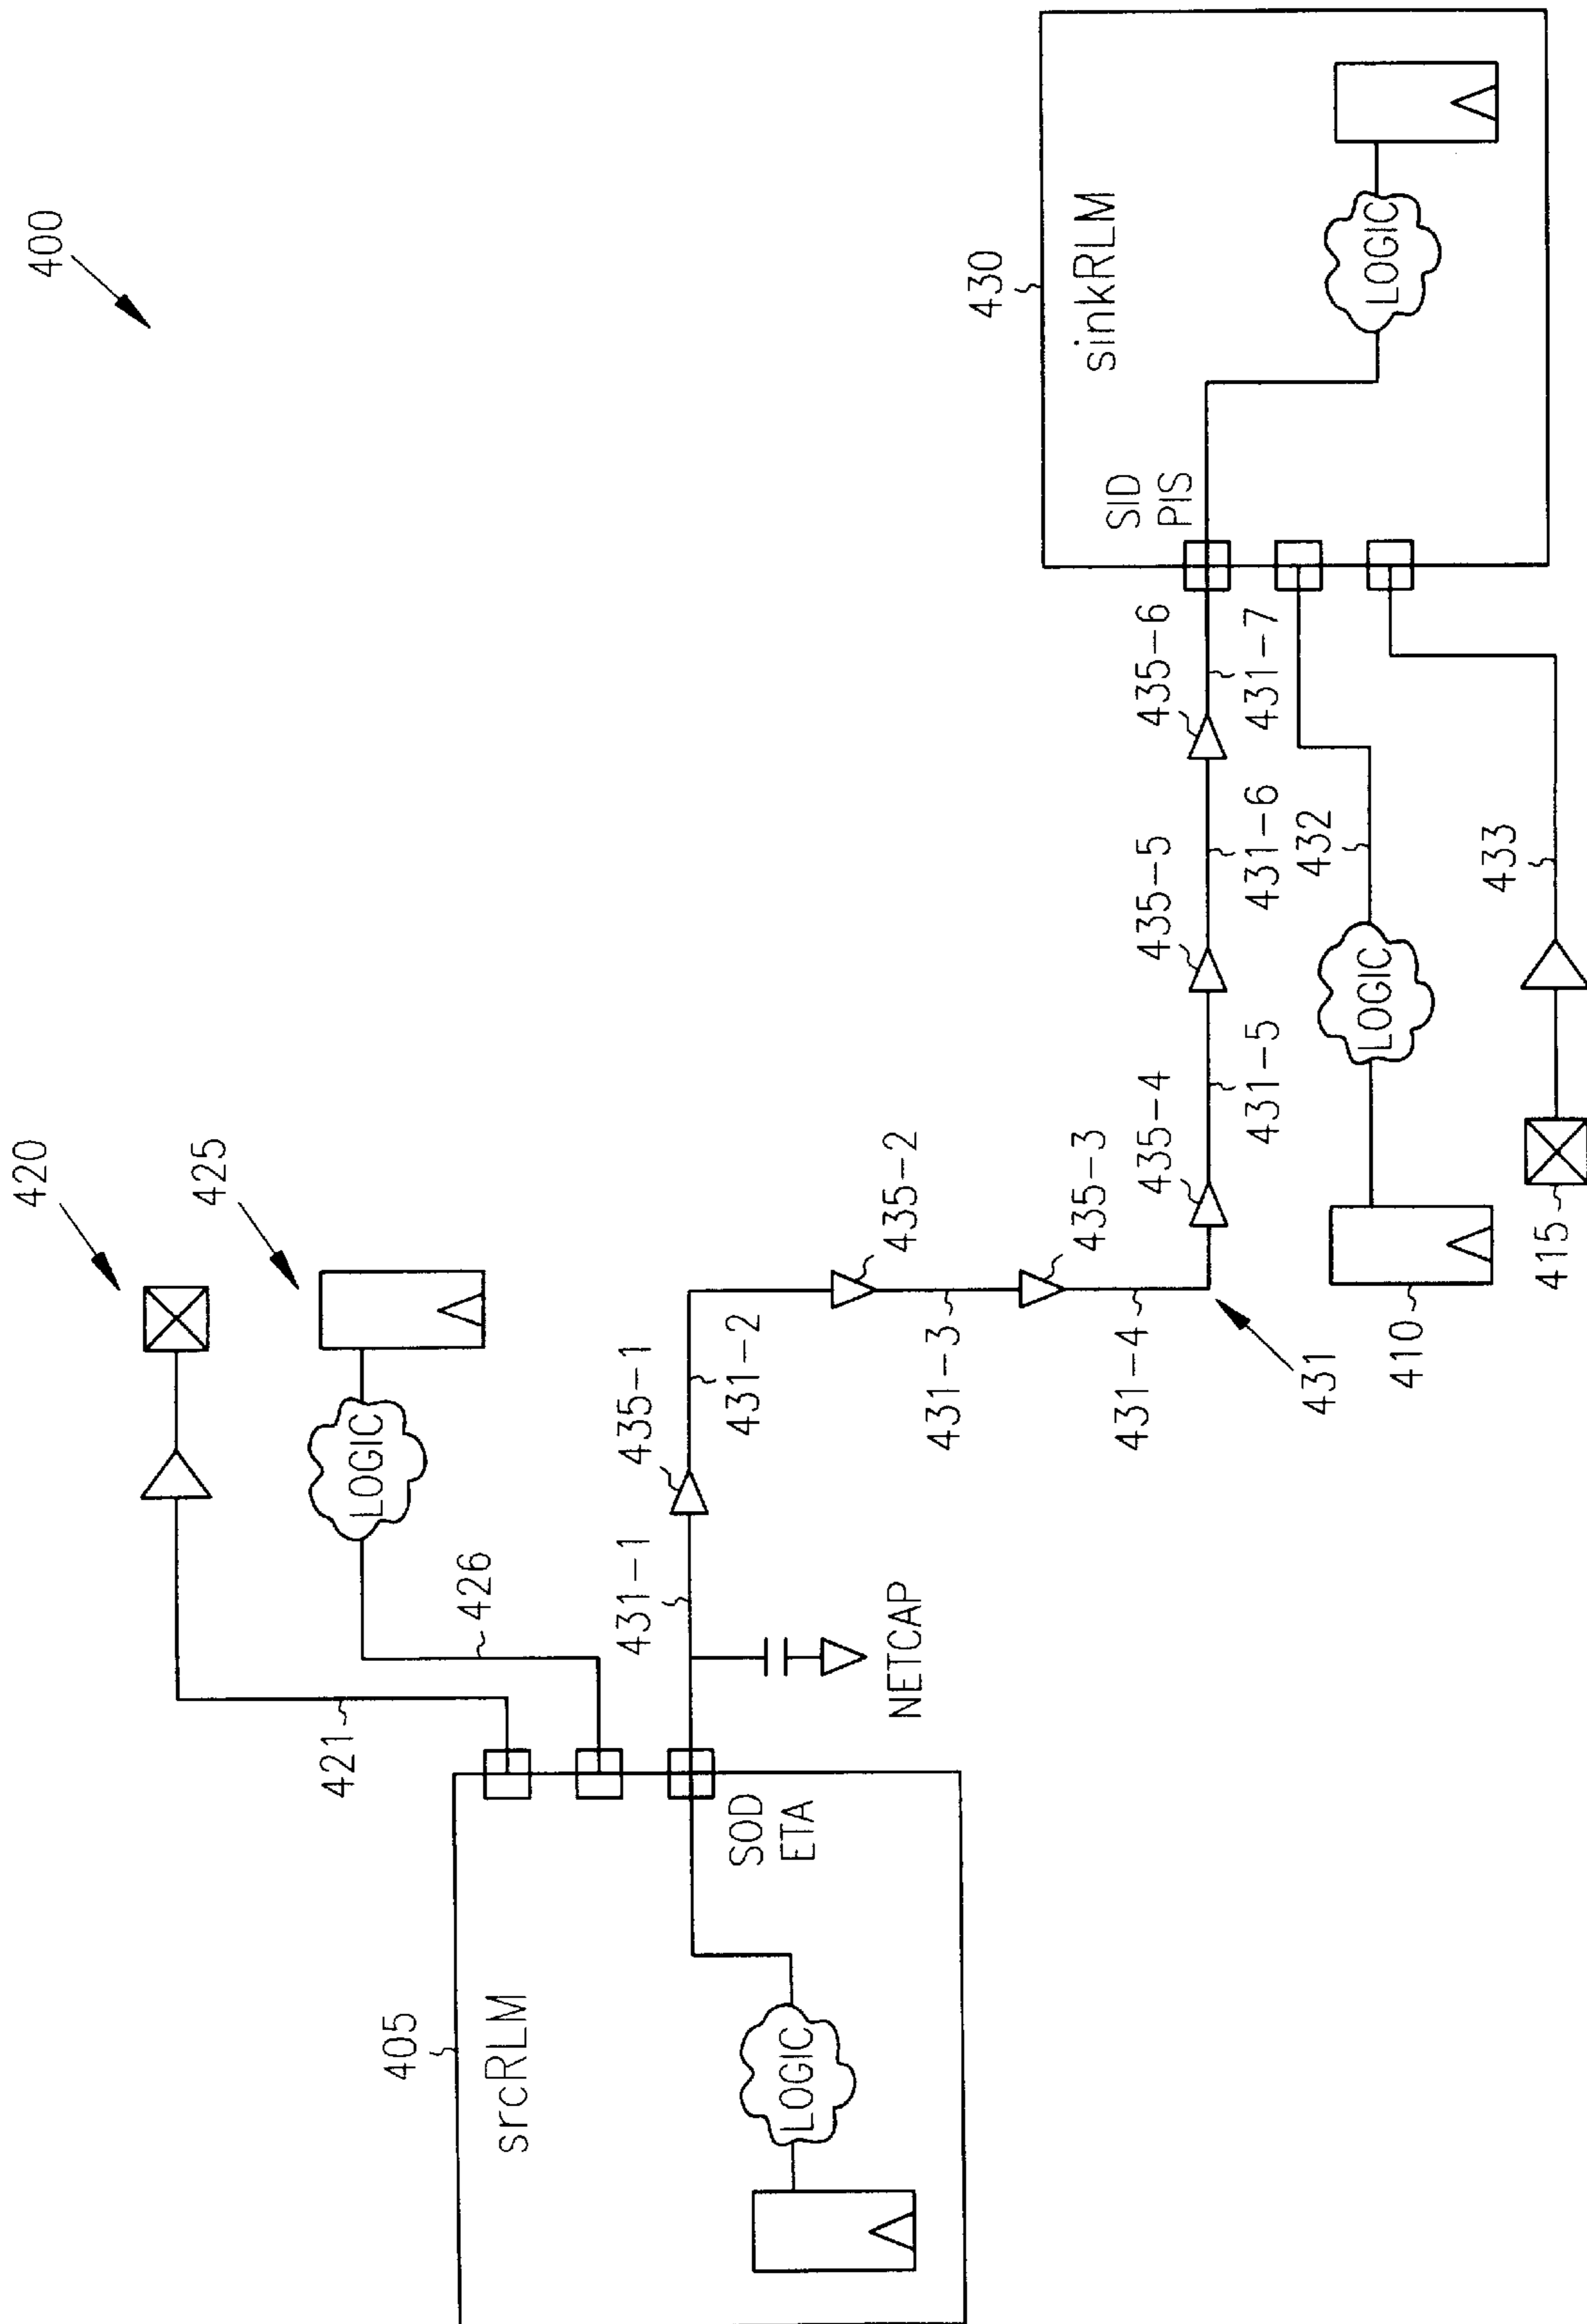 400
420
425
405
srcRLM
LOGIC
SOD
ETA
421
426
LOGIC
NETCAP
431-1
435-1
431-2
435-2
431-3
435-3
431-4
431
435-4
431-5
435-5
431-6
435-6
431-7
430
sinkRLM
SID
PIS
LOGIC
432
LOGIC
410
433
415